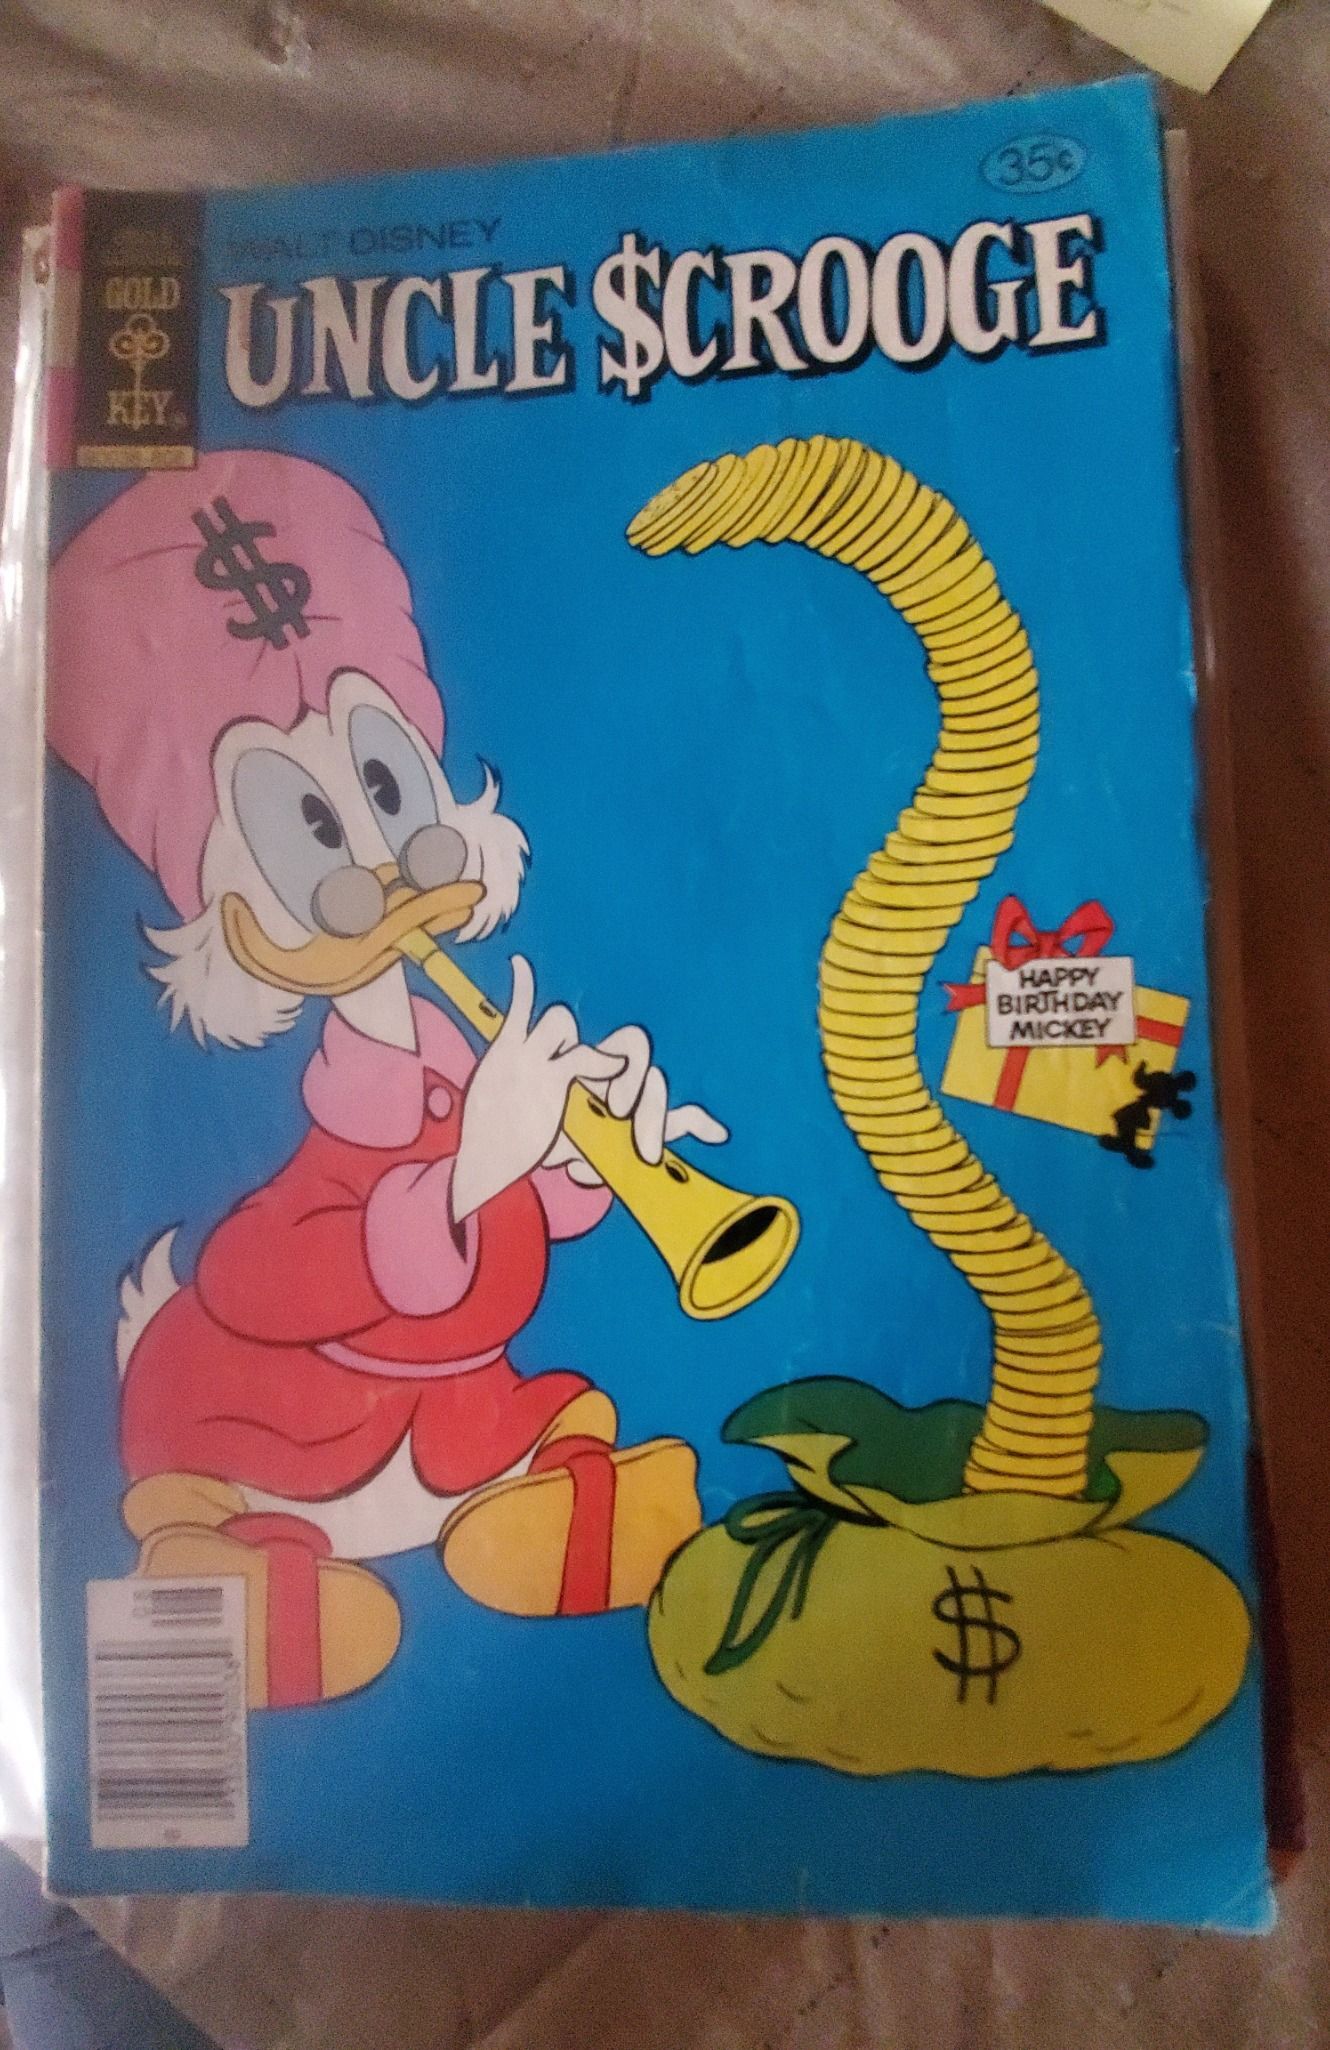 35¢
WALT DISNEY
GOLD
KEY
UNCLE $CROOGE
$
HAPPY
BIRTHDAY
MICKEY
$